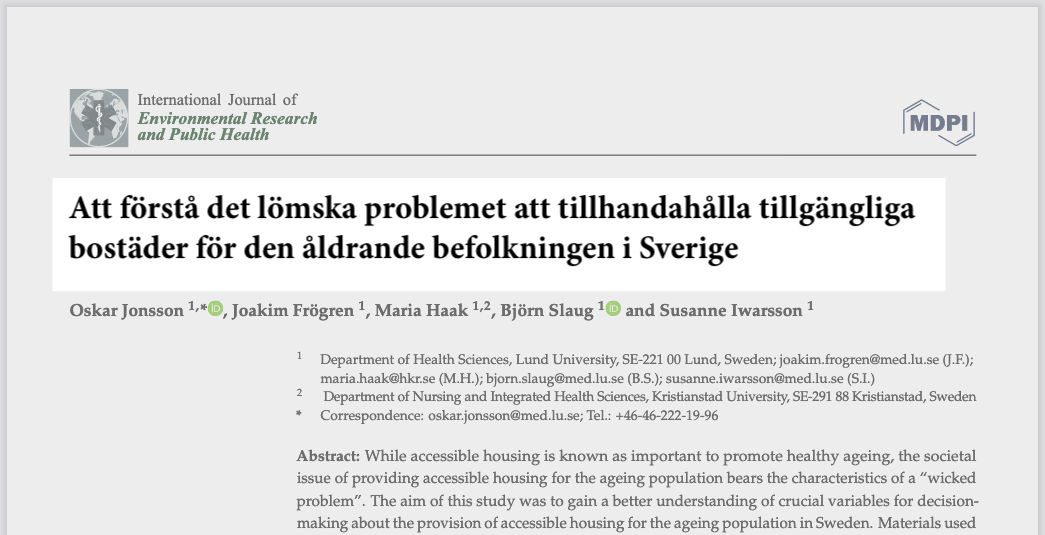 International Journal of
Environmental Research
and Public Health
MDPI
Att förstå det lömska problemet att tillhandahålla tillgängliga
bostäder för den åldrande befolkningen i Sverige
Oskar Jonsson 1,* iD, Joakim Frögren 1, Maria Haak 1,2, Björn Slaug 1 iD and Susanne Iwarsson 1
1 Department of Health Sciences, Lund University, SE-221 00 Lund, Sweden; joakim.frogren@med.lu.se (J.F.);
maria.haak@hkr.se (M.H.); bjorn.slaug@med.lu.se (B.S.); susanne.iwarsson@med.lu.se (S.I.)
2 Department of Nursing and Integrated Health Sciences, Kristianstad University, SE-291 88 Kristianstad, Sweden
* Correspondence: oskar.jonsson@med.lu.se; Tel.: +46-46-222-19-96
Abstract: While accessible housing is known as important to promote healthy ageing, the societal
issue of providing accessible housing for the ageing population bears the characteristics of a “wicked
problem”. The aim of this study was to gain a better understanding of crucial variables for decision-
making about the provision of accessible housing for the ageing population in Sweden. Materials used